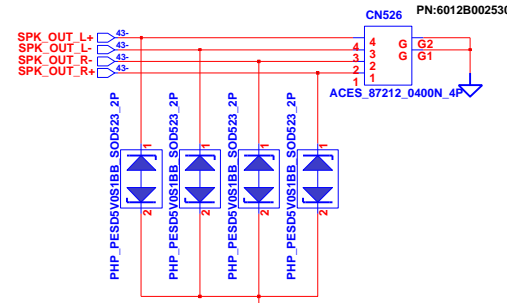 PN:6012B002530
CN526
SPK_OUT_L+ 43-
SPK_OUT_L- 43-
SPK_OUT_R- 43-
SPK_OUT_R+ 43-
4 4 G G2
3 3 G G1
2 2
1 1
ACES_87212_0400N_4P
PHP_PESD5V0S1BB_SOD523_2P
1
2
PHP_PESD5V0S1BB_SOD523_2P
1
2
PHP_PESD5V0S1BB_SOD523_2P
1
2
PHP_PESD5V0S1BB_SOD523_2P
1
2